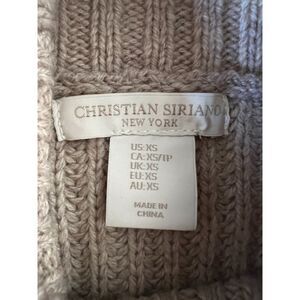 CHRISTIAN SIRIANO
NEW YORK
US:XS
CA:XS/TP
UK:XS
EU:XS
AU:XS
MADE IN
CHINA